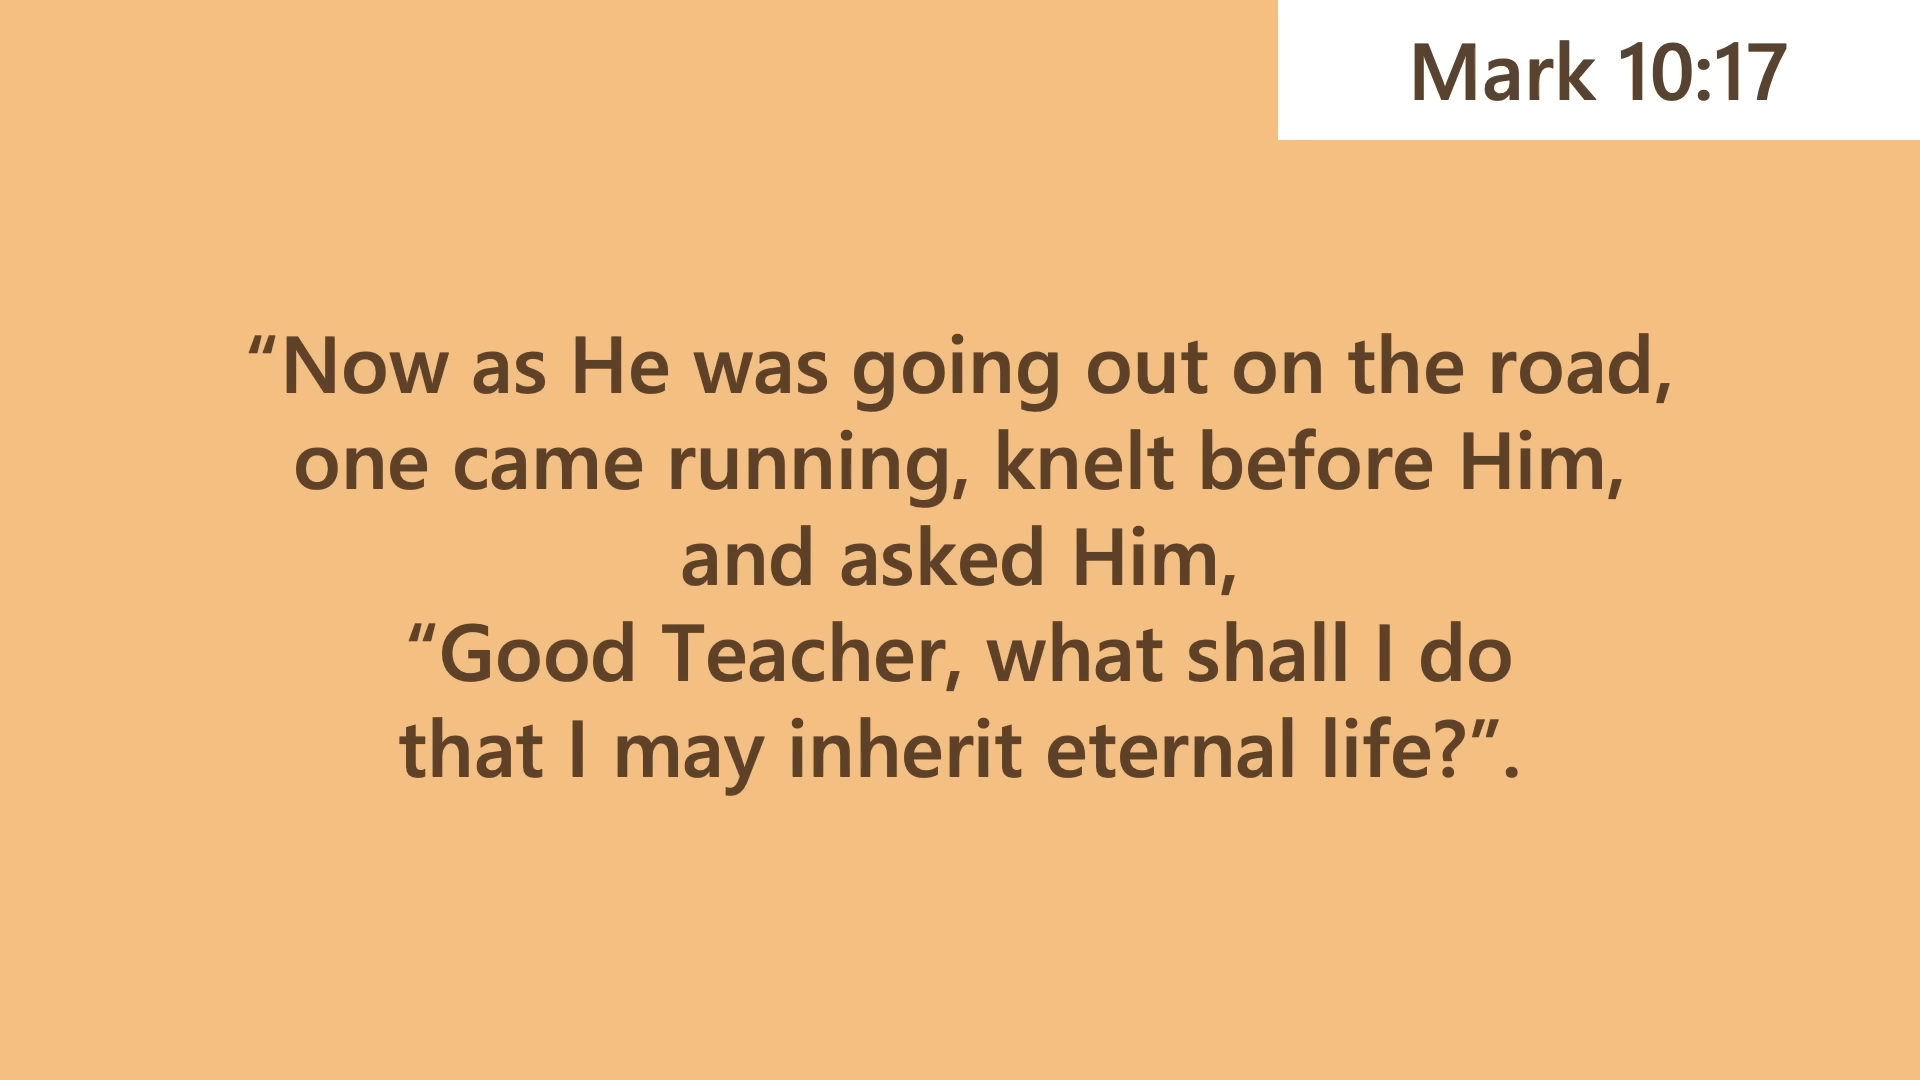 Mark 10:17
“Now as He was going out on the road,
one came running, knelt before Him,
and asked Him,
“Good Teacher, what shall I do
that I may inherit eternal life?”.